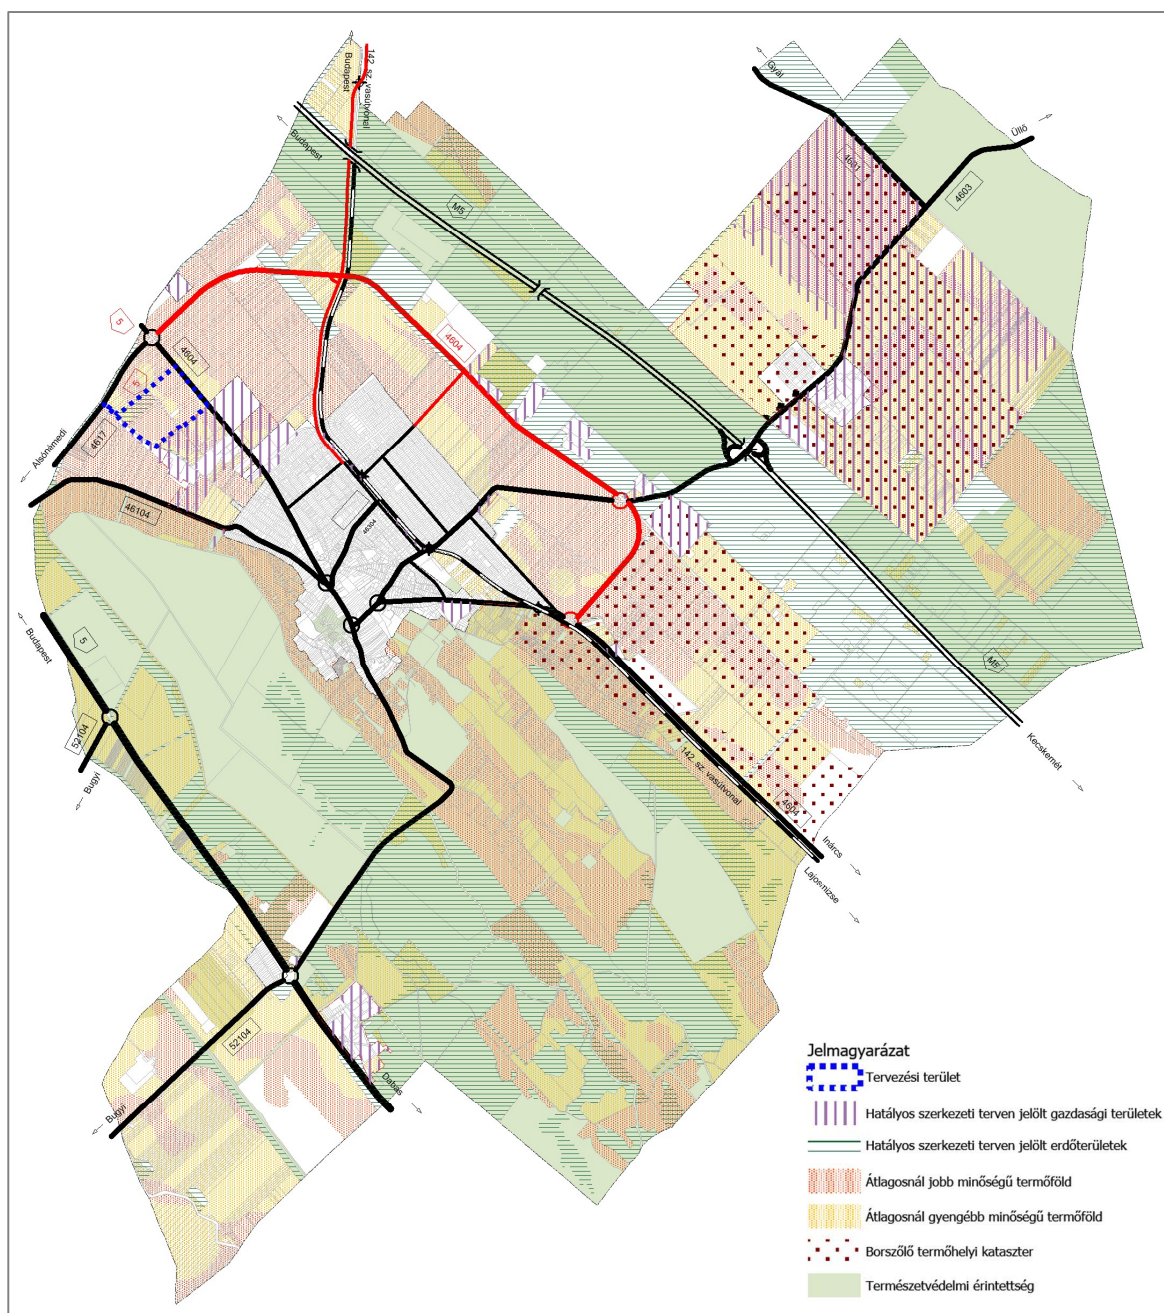 Budapest
142. sz. vasútvonal
Budapest
M5
Gyál
Üllő
4601
4603
5
4604
4604
5
4617
Alsónémedi
46104
46304
Budapest
5
52104
Bugyi
M5
Kecskemét
142. sz. vasútvonal
4604
Inárcs
Lajosmizse
52104
Bugyi
Dabas
Jelmagyarázat
Tervezési terület
Hatályos szerkezeti terven jelölt gazdasági területek
Hatályos szerkezeti terven jelölt erdőterületek
Átlagosnál jobb minőségű termőföld
Átlagosnál gyengébb minőségű termőföld
Borszőlő termőhelyi kataszter
Természetvédelmi érintettség